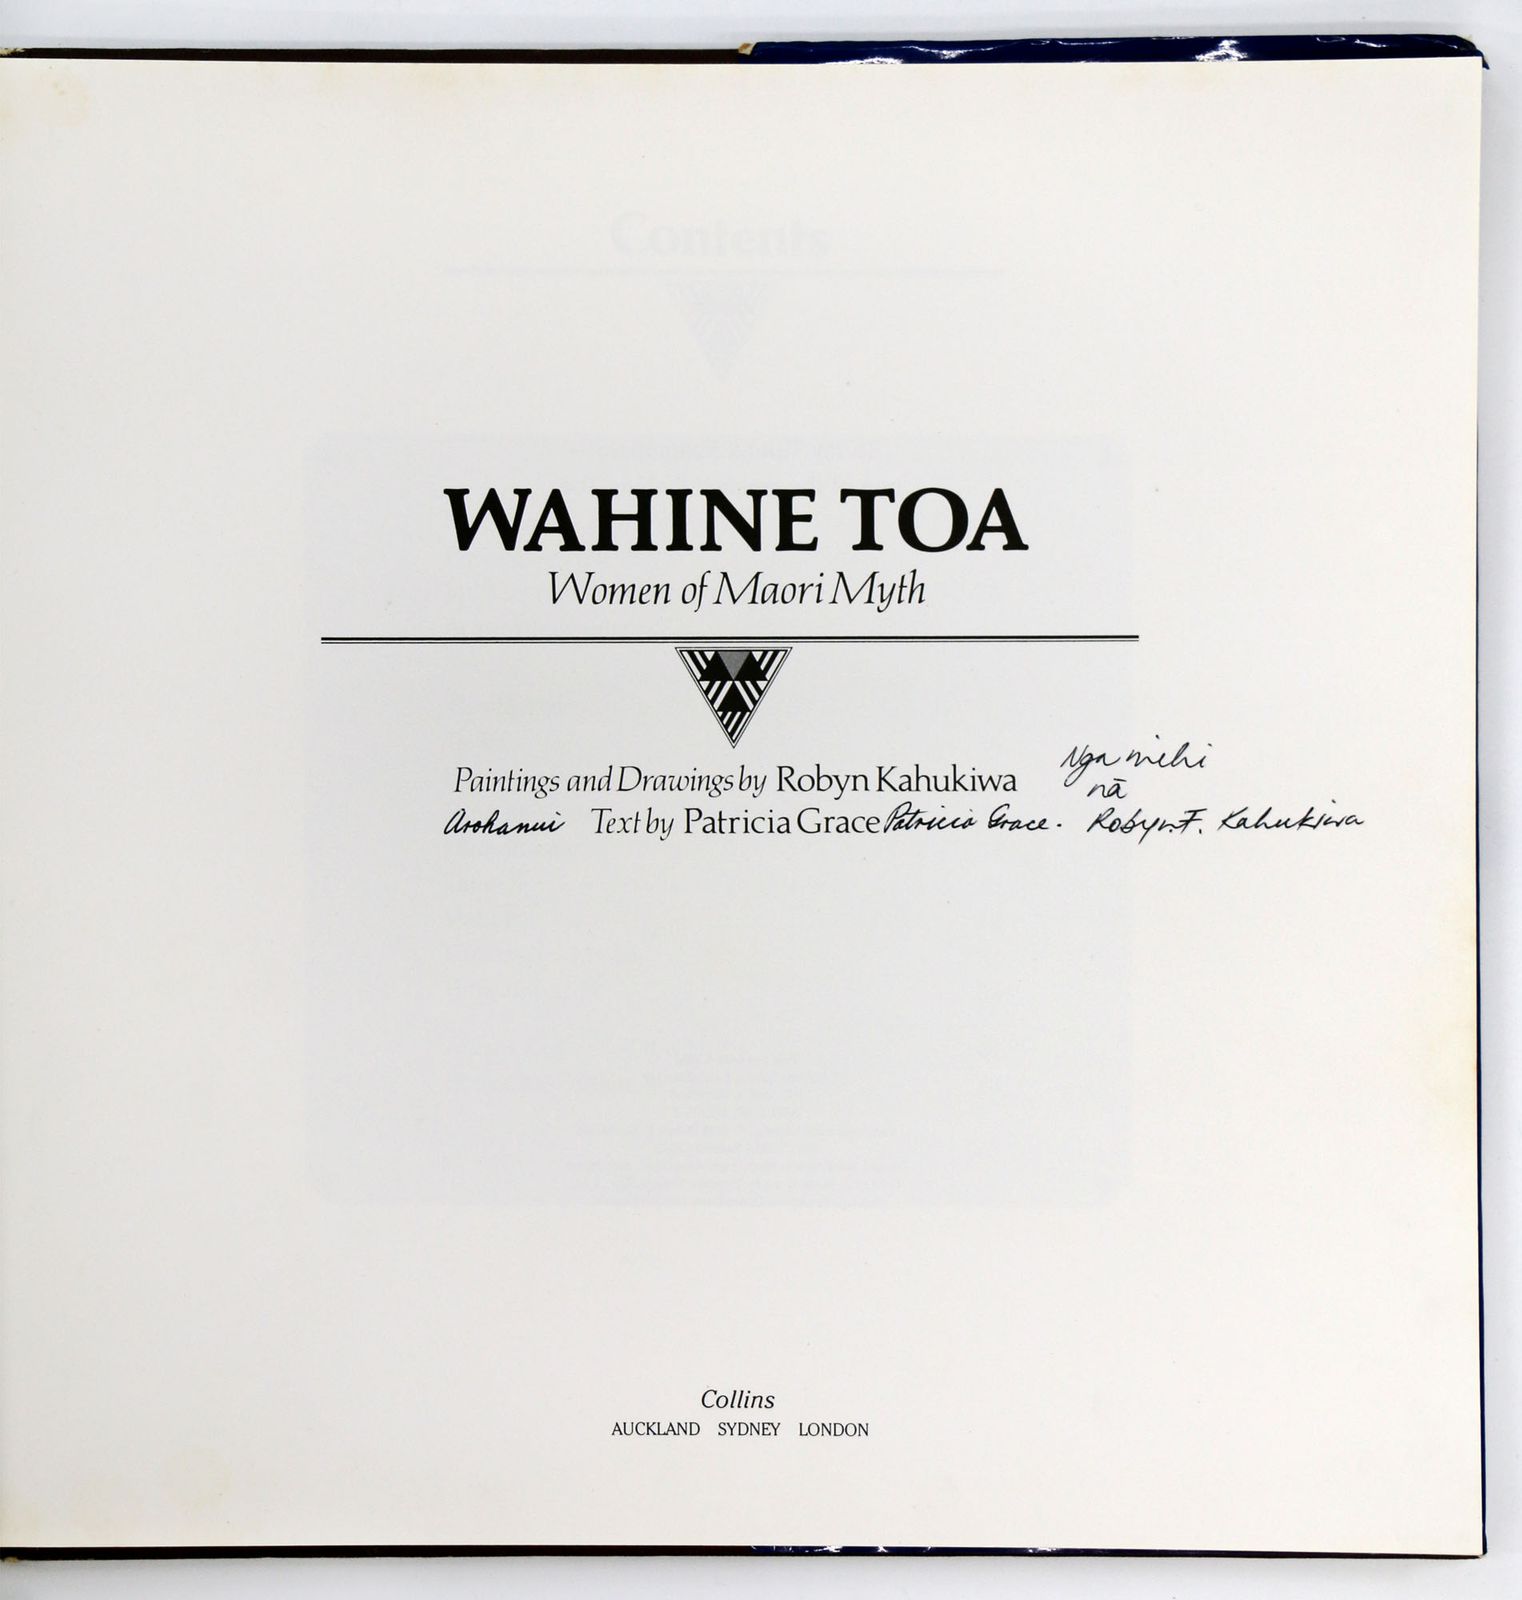 WAHINE TOA
Women of Maori Myth
Paintings and Drawings by Robyn Kahukiwa
Nga mihi
nā
Arohanui Text by Patricia Grace Patricia Grace. Robyn.F. Kahukiwa
Collins
AUCKLAND SYDNEY LONDON
Contents